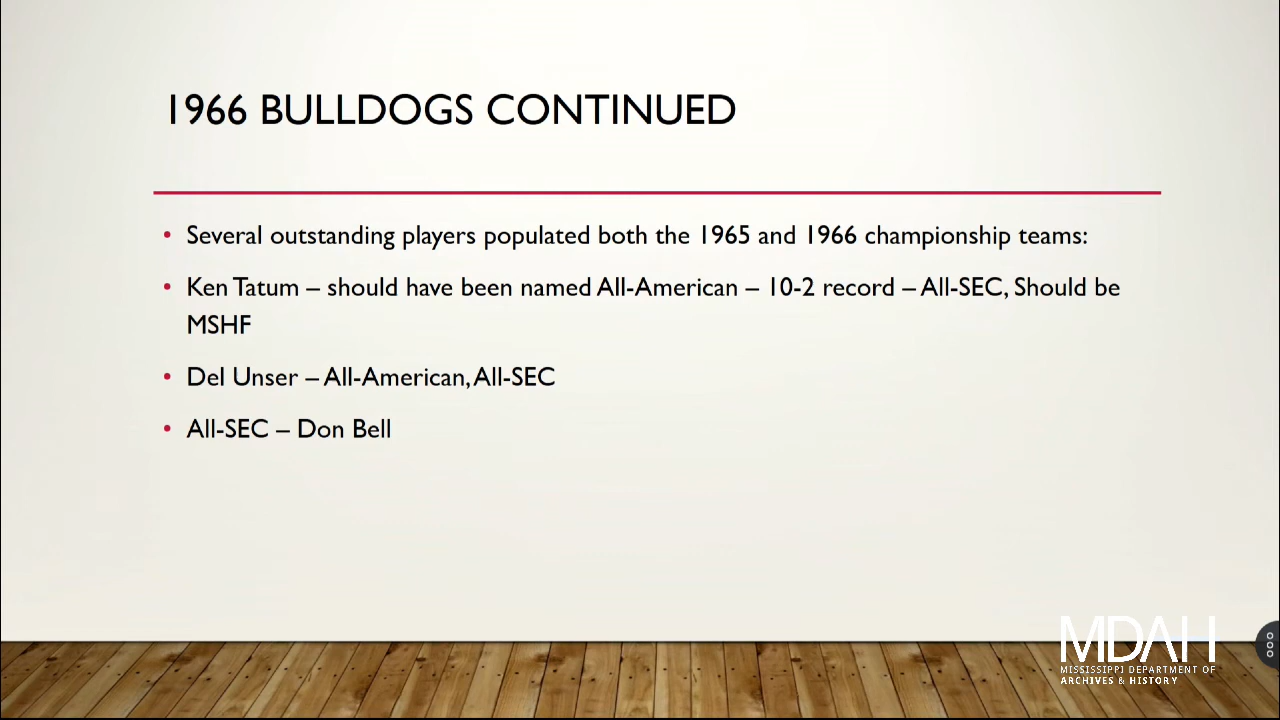 1966 BULLDOGS CONTINUED
• Several outstanding players populated both the 1965 and 1966 championship teams:
• Ken Tatum – should have been named All-American – 10-2 record – All-SEC, Should be
MSHF
• Del Unser – All-American, All-SEC
• All-SEC – Don Bell
MDAH
MISSISSIPPI DEPARTMENT OF
ARCHIVES & HISTORY